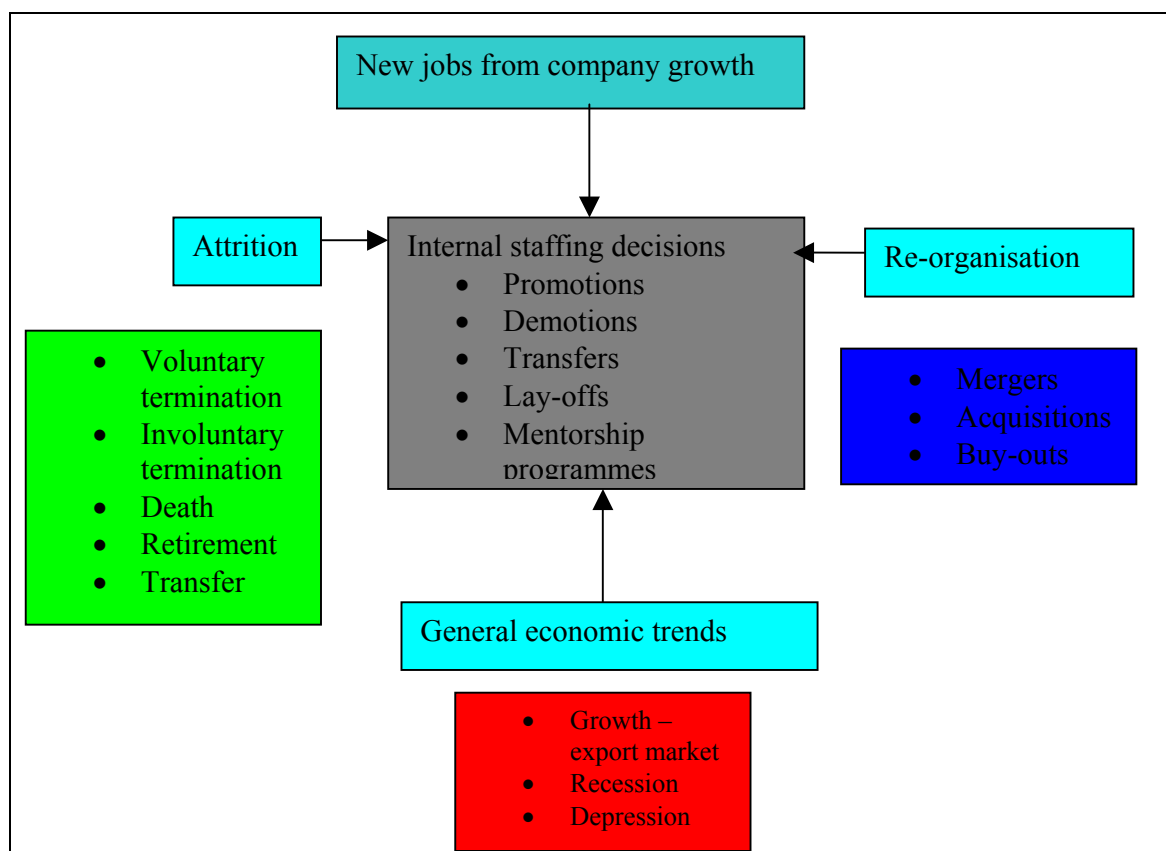 New jobs from company growth
Attrition
Internal staffing decisions
• Promotions
• Demotions
• Transfers
• Lay-offs
• Mentorship
programmes
Re-organisation
• Voluntary
termination
• Involuntary
termination
• Death
• Retirement
• Transfer
• Mergers
• Acquisitions
• Buy-outs
General economic trends
• Growth –
export market
• Recession
• Depression